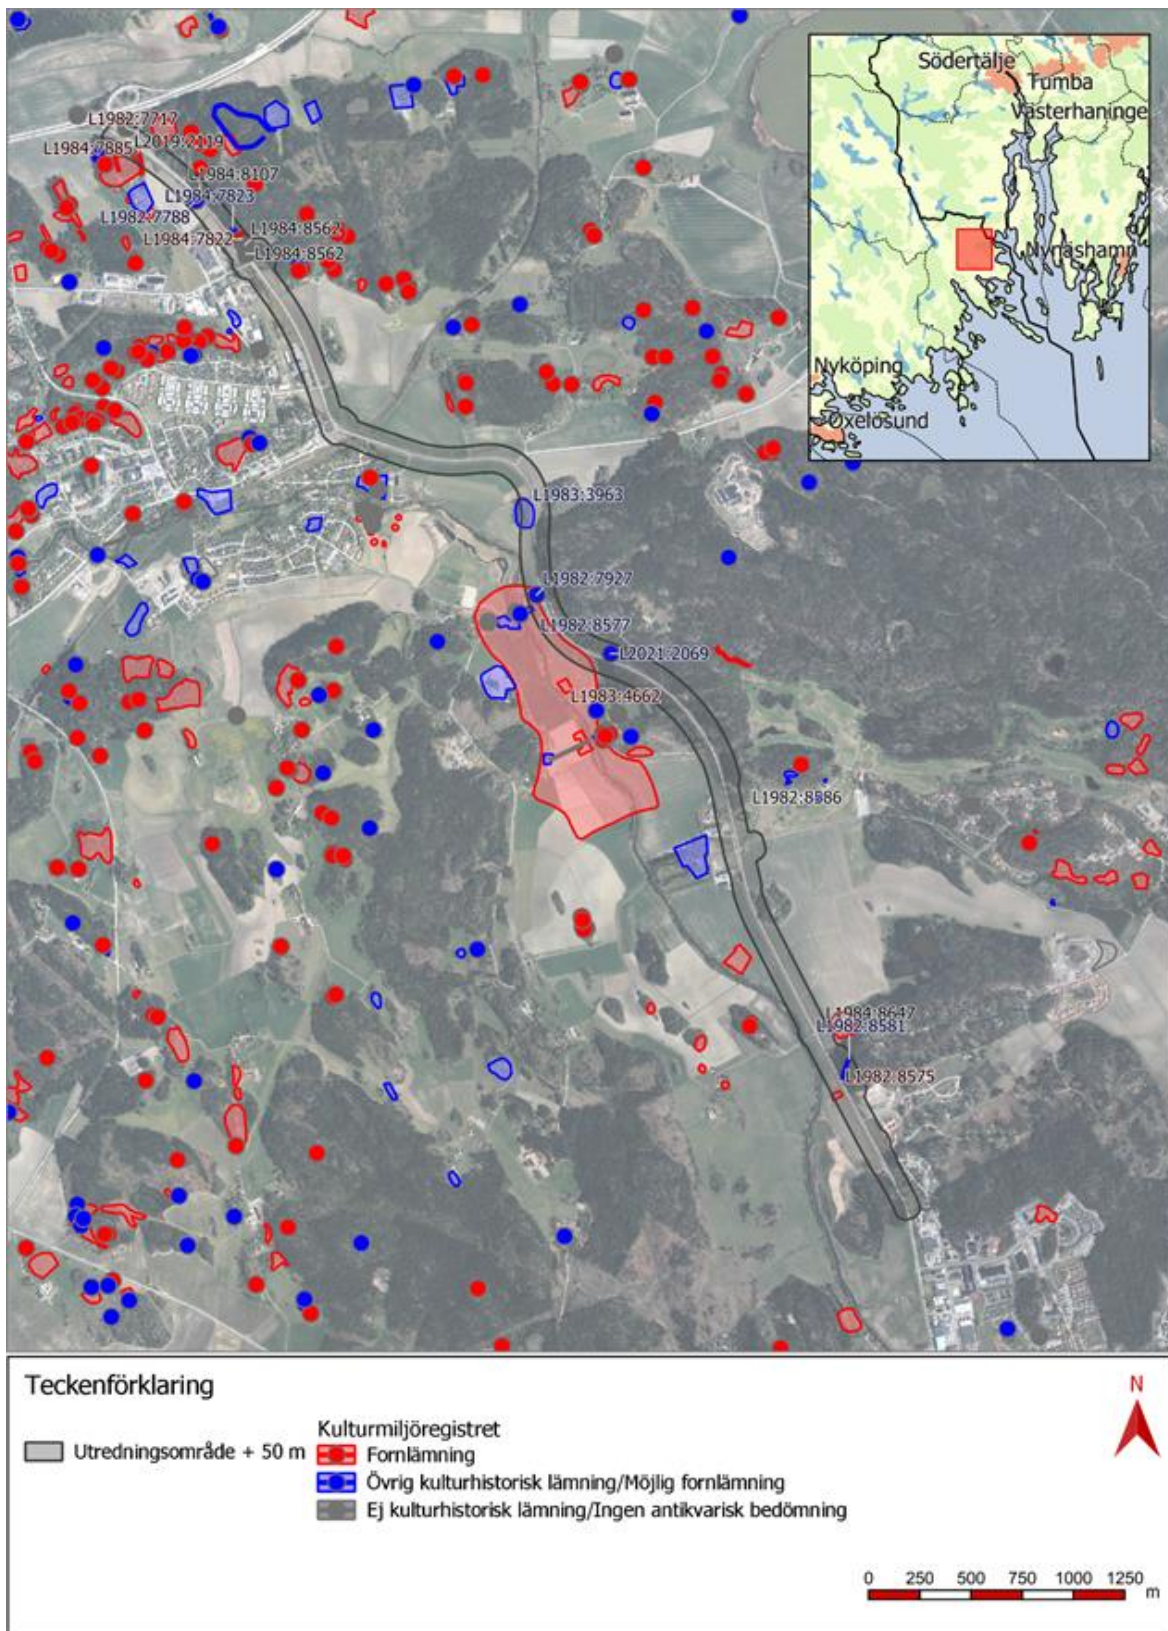 Södertälje
Tumba
Västerhaninge
Nynäshamn
Nyköping
Oxelösund
L1982:7717
L2019:2119
L1984:7885
L1984:8107
L1984:7823
L1982:7788
L1984:7822
L1984:8562
L1984:8562
L1983:3963
L1982:7927
L1982:8577
L2021:2069
L1983:4662
L1982:8586
L1984:8647
L1982:8581
L1982:8575
Teckenförklaring
N
Kulturmiljöregistret
Utredningsområde + 50 m
Fornlämning
Övrig kulturhistorisk lämning/Möjlig fornlämning
Ej kulturhistorisk lämning/Ingen antikvarisk bedömning
0 250 500 750 1000 1250
m